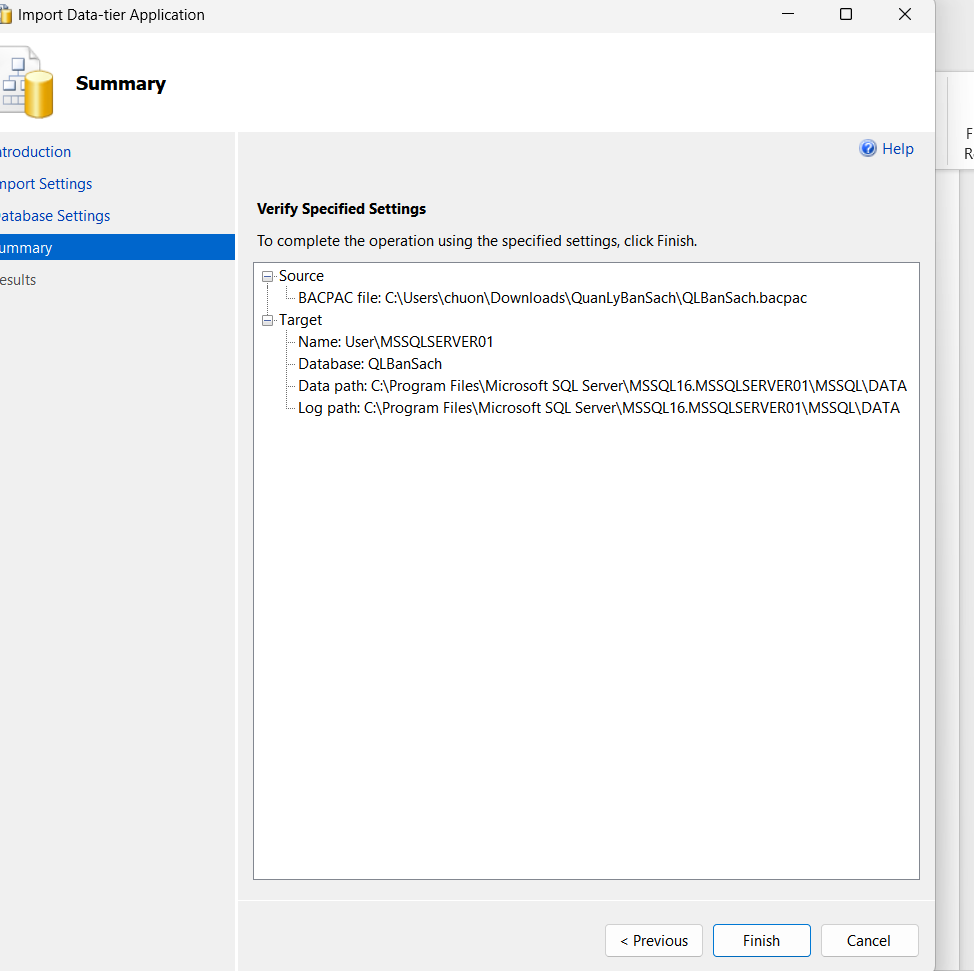 Import Data-tier Application
Summary
ntroduction
mport Settings
atabase Settings
ummary
esults
Help
Verify Specified Settings
To complete the operation using the specified settings, click Finish.
Source
BACPAC file: C:\Users\chuon\Downloads\QuanLyBanSach\QLBanSach.bacpac
Target
Name: User\MSSQLSERVER01
Database: QLBanSach
Data path: C:\Program Files\Microsoft SQL Server\MSSQL16.MSSQLSERVER01\MSSQL\DATA
Log path: C:\Program Files\Microsoft SQL Server\MSSQL16.MSSQLSERVER01\MSSQL\DATA
< Previous
Finish
Cancel
F
R